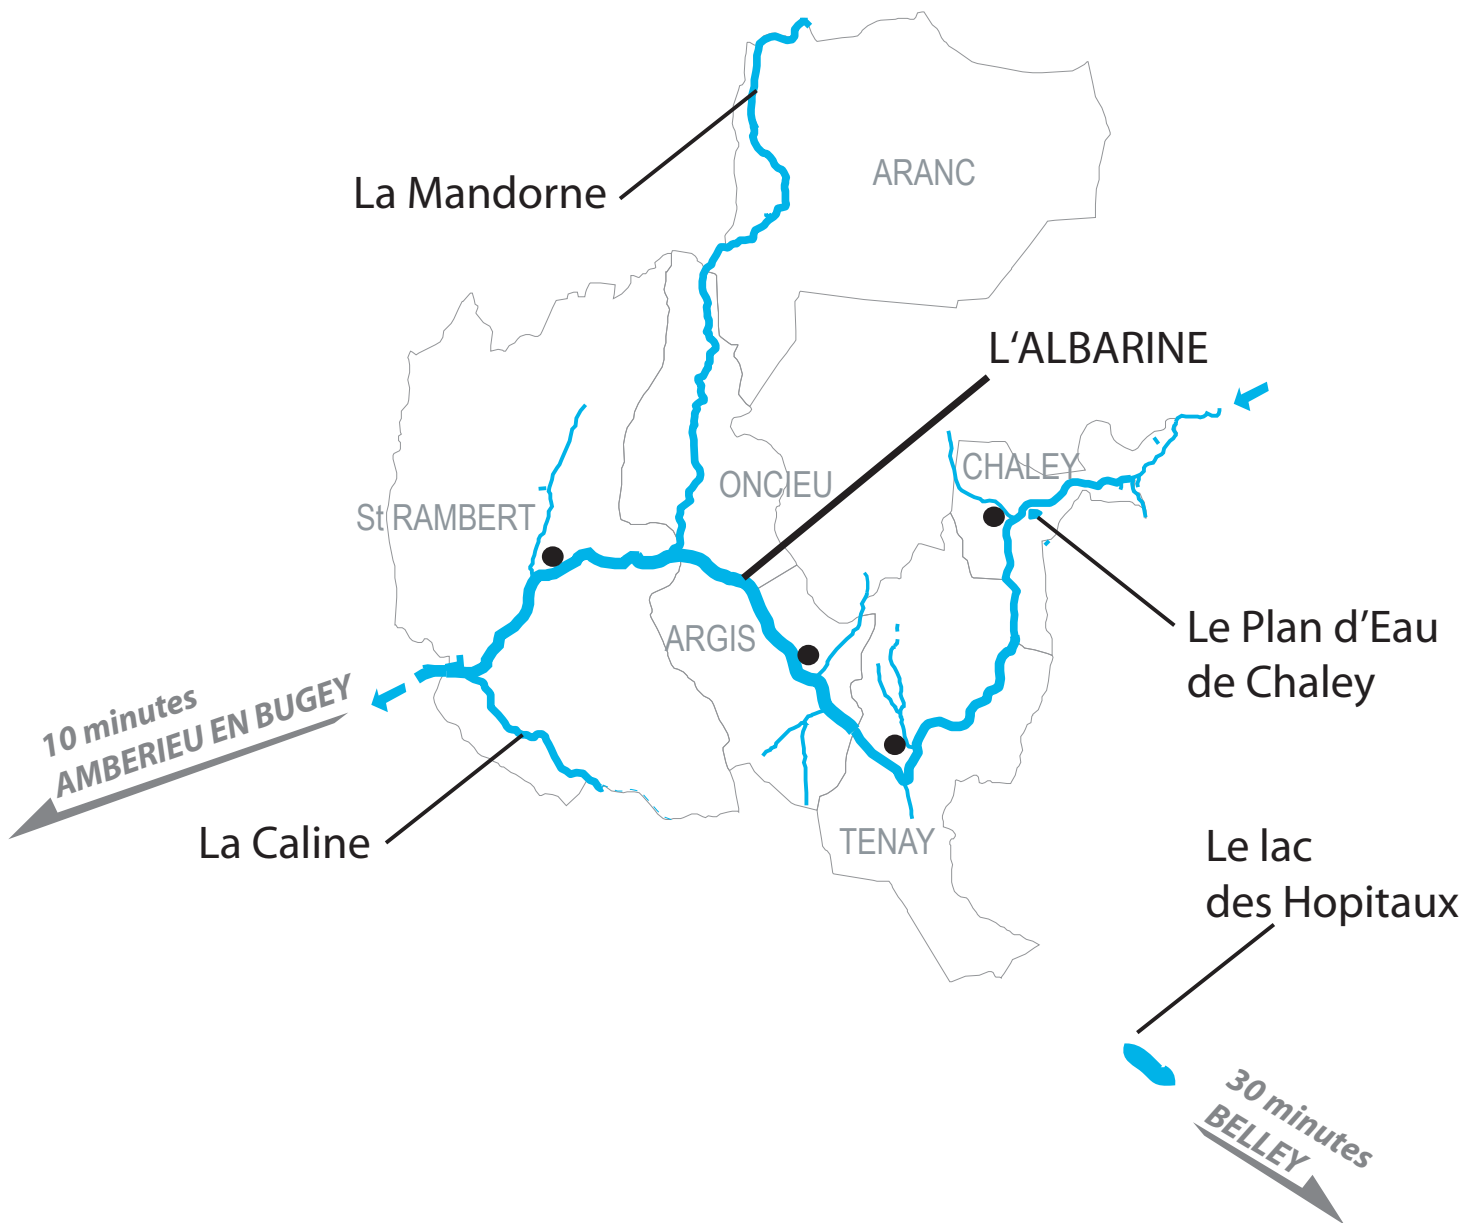 ARANC
La Mandorne
L‘ALBARINE
CHALEY
ONCIEU
St RAMBERT
Le Plan d’Eau
de Chaley
ARGIS
10 minutes
AMBERIEU EN BUGEY
La Caline
TENAY
Le lac
des Hopitaux
30 minutes
BELLEY